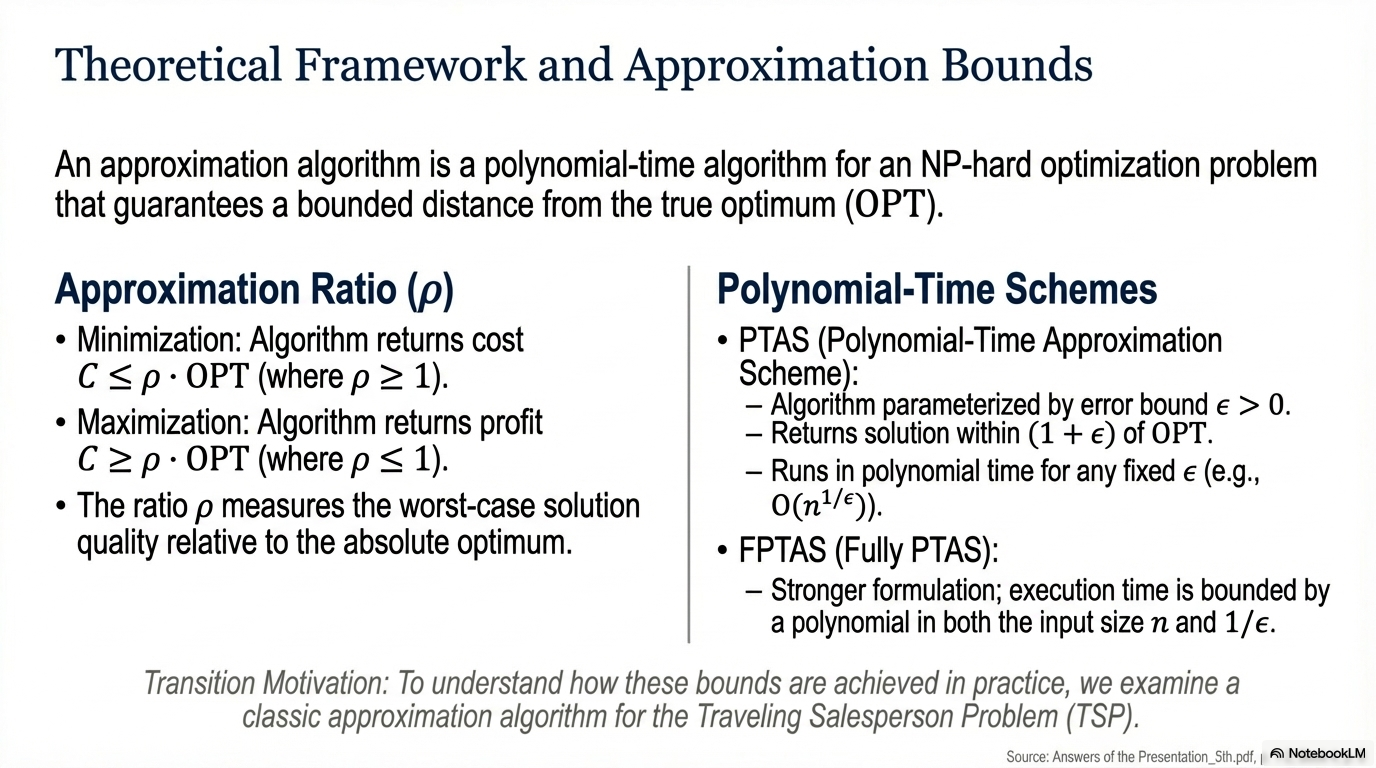 Theoretical Framework and Approximation Bounds
An approximation algorithm is a polynomial-time algorithm for an NP-hard optimization problem
that guarantees a bounded distance from the true optimum (OPT).
Approximation Ratio (ρ)
• Minimization: Algorithm returns cost
C ≤ ρ · OPT (where ρ ≥ 1).
• Maximization: Algorithm returns profit
C ≥ ρ · OPT (where ρ ≤ 1).
• The ratio ρ measures the worst-case solution
quality relative to the absolute optimum.
Polynomial-Time Schemes
• PTAS (Polynomial-Time Approximation
Scheme):
– Algorithm parameterized by error bound ϵ > 0.
– Returns solution within (1 + ϵ) of OPT.
– Runs in polynomial time for any fixed ϵ (e.g.,
O(n^{1/ϵ})).
• FPTAS (Fully PTAS):
– Stronger formulation; execution time is bounded by
a polynomial in both the input size n and 1/ϵ.
Transition Motivation: To understand how these bounds are achieved in practice, we examine a
classic approximation algorithm for the Traveling Salesperson Problem (TSP).
Source: Answers of the Presentation_5th.pdf,
NotebookLM